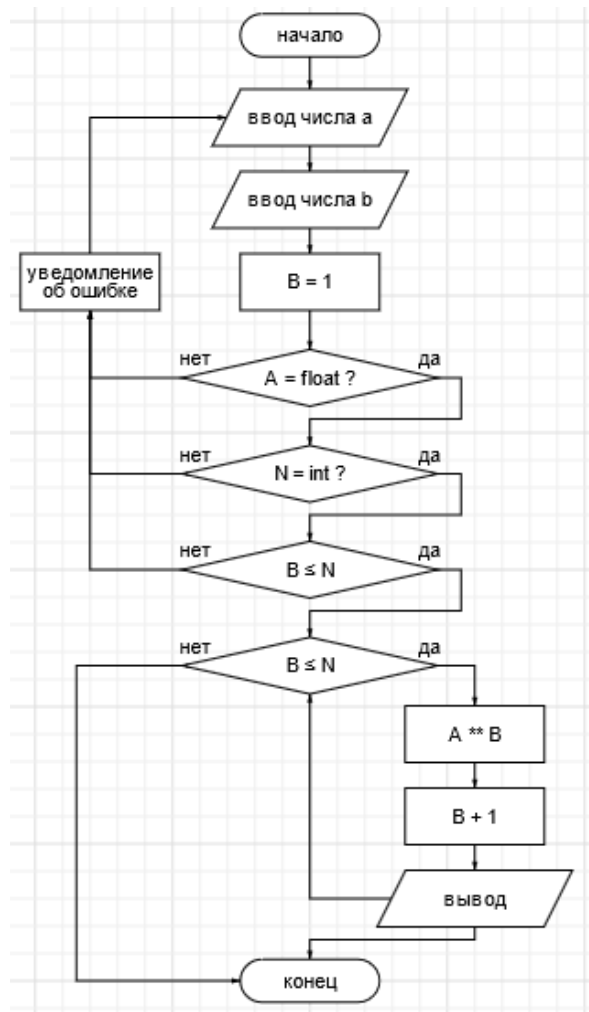 начало
ввод числа a
ввод числа b
уведомление
об ошибке
B = 1
нет
да
A = float ?
нет
да
N = int ?
нет
да
B ≤ N
нет
да
B ≤ N
A ** B
B + 1
вывод
конец